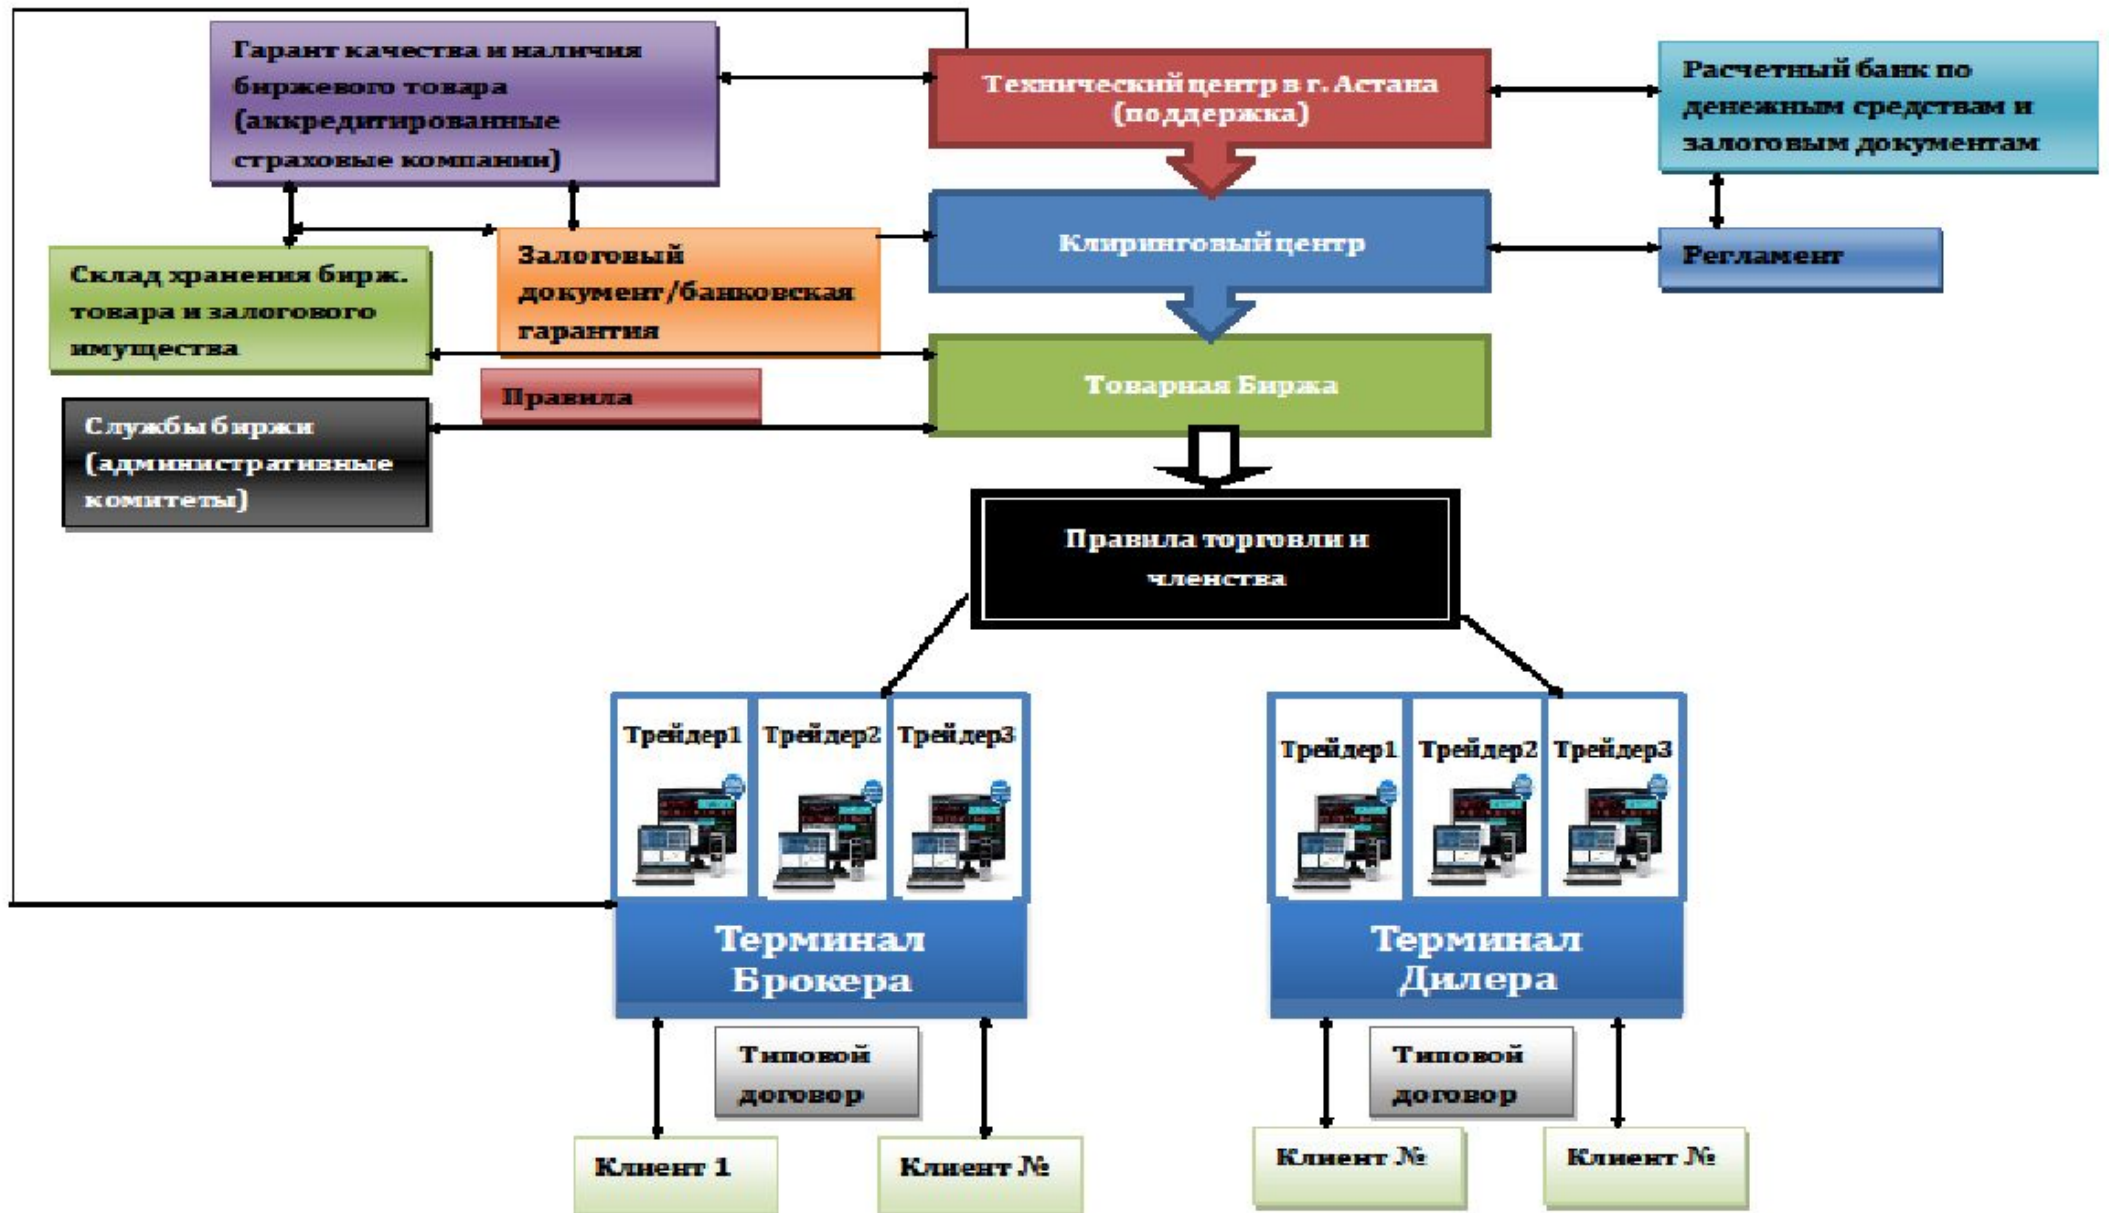 Гарант качества и наличия
биржевого товара
(аккредитированные
страховые компании)
Технический центр в г. Астана
(поддержка)
Расчетный банк по
денежным средствам и
залоговым документам
Склад хранения бирж.
товара и залогового
имущества
Залоговый
документ/банковская
гарантия
Клиринговый центр
Регламент
Правила
Товарная Биржа
Службы биржи
(административные
комитеты)
Правила торговли и
членства
Трейдер1
Трейдер2
Трейдер3
Трейдер1
Трейдер2
Трейдер3
Терминал
Брокера
Терминал
Дилера
Типовой
договор
Типовой
договор
Клиент 1
Клиент №
Клиент №
Клиент №